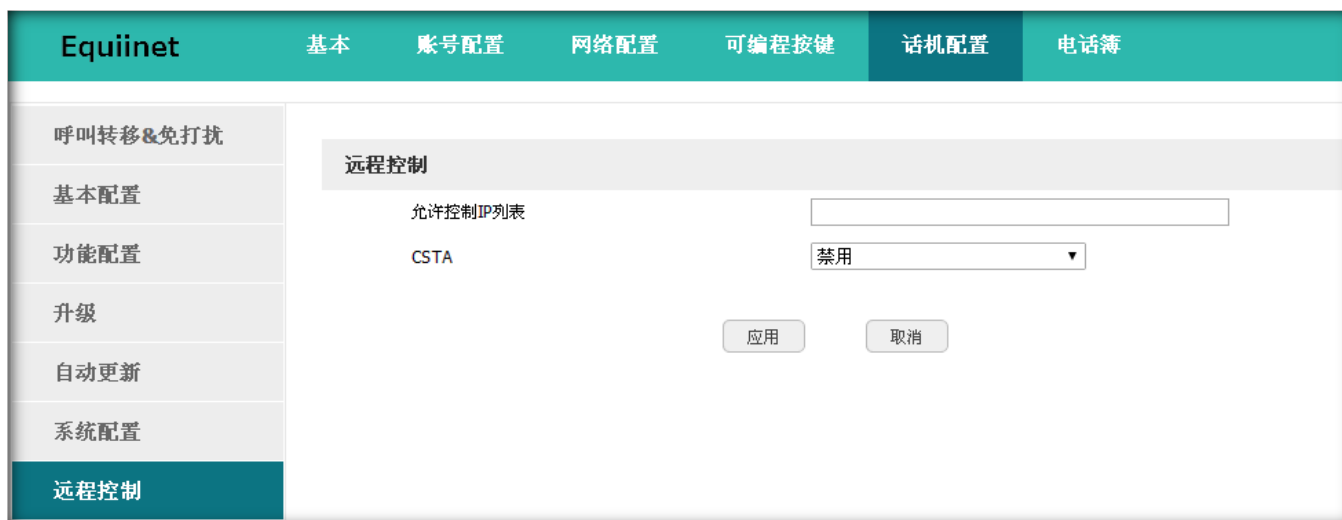 Equiinet
基本 账号配置 网络配置 可编程按键 话机配置 电话簿
呼叫转移&免打扰
基本配置
功能配置
升级
自动更新
系统配置
远程控制
远程控制
允许控制IP列表
CSTA 禁用
应用 取消